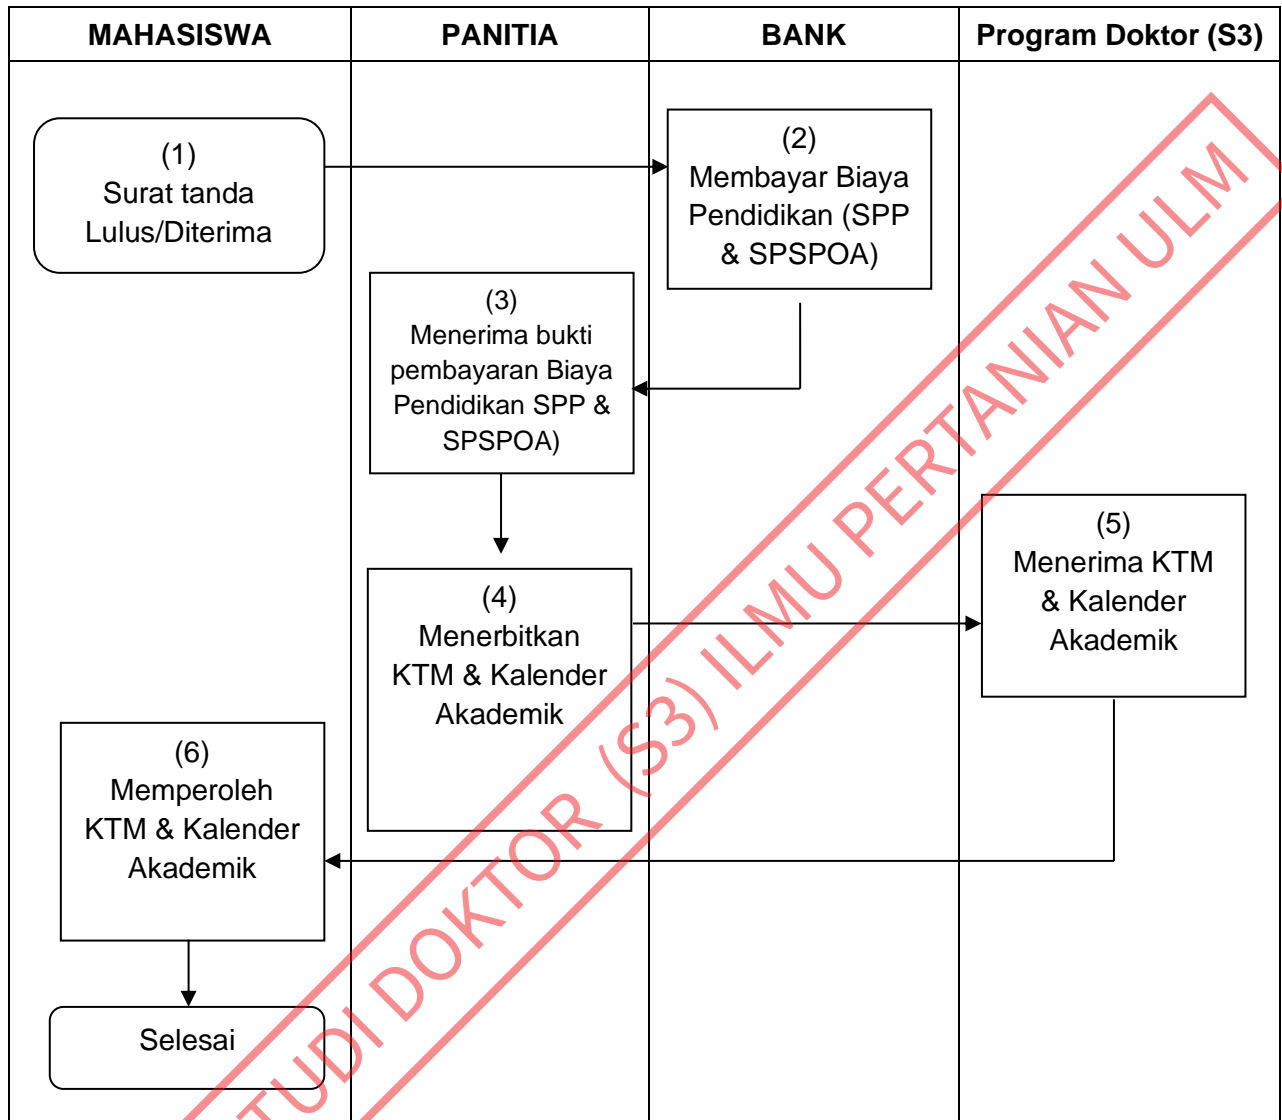 MAHASISWA
PANITIA
BANK
Program Doktor (S3)
(1)
Surat tanda
Lulus/Diterima
(2)
Membayar Biaya
Pendidikan (SPP
& SPSPOA)
(3)
Menerima bukti
pembayaran Biaya
Pendidikan SPP &
SPSPOA)
(4)
Menerbitkan
KTM & Kalender
Akademik
(5)
Menerima KTM
& Kalender
Akademik
(6)
Memperoleh
KTM & Kalender
Akademik
Selesai
TUDI DOKTOR (S3) ILMU PERTANIAN ULM